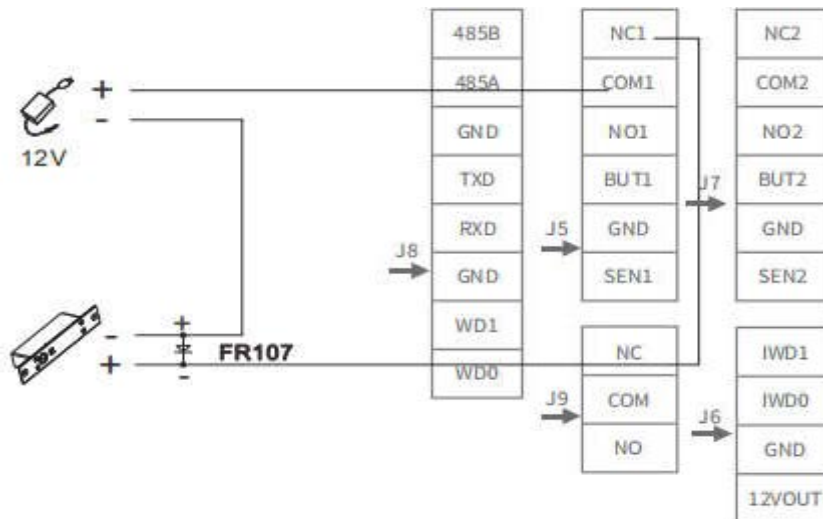 +
-
12V
-
+
+
-
FR107
J8
485B
485A
GND
TXD
RXD
GND
WD1
WD0
J5
NC1
COM1
NO1
BUT1
GND
SEN1
J9
NC
COM
NO
J7
NC2
COM2
NO2
BUT2
GND
SEN2
J6
IWD1
IWD0
GND
12VOUT